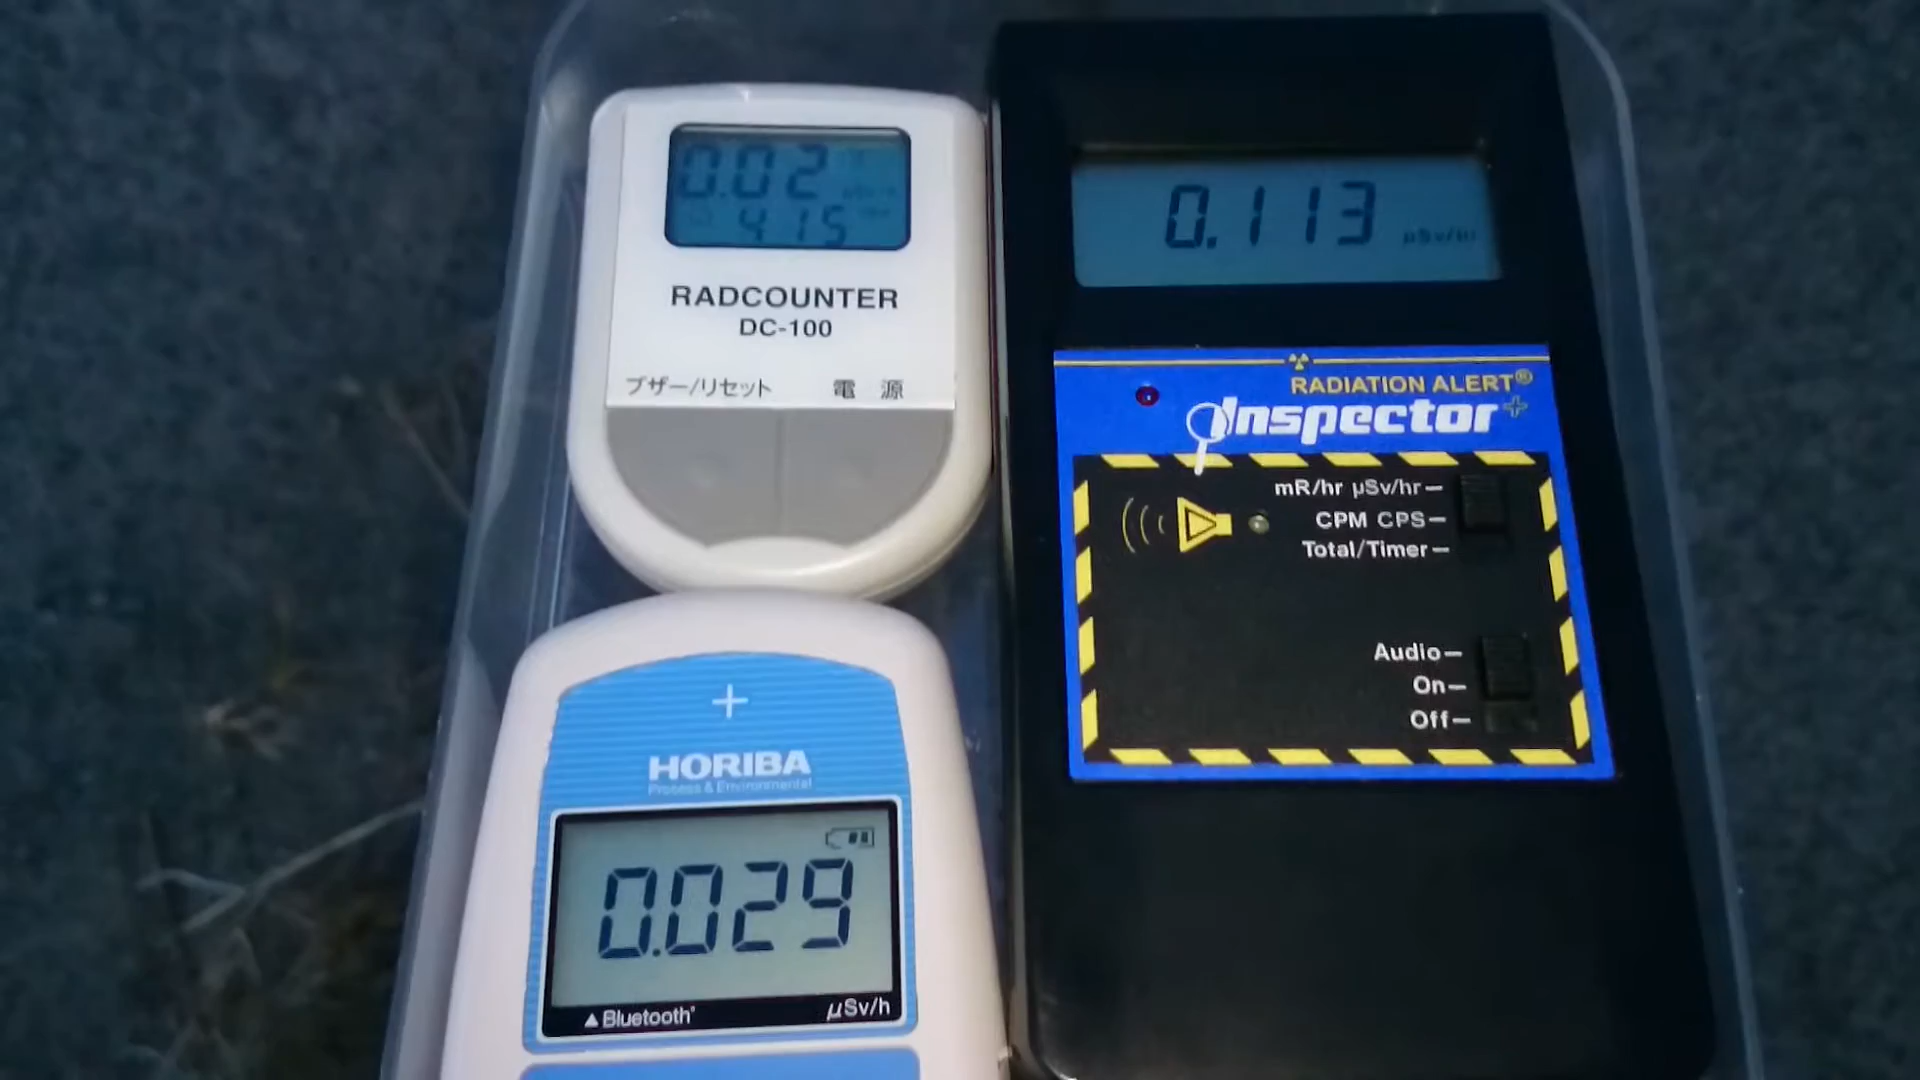 0.02
415
RADCOUNTER
DC-100
ブザー/リセット 電源
0.113 µSv/hr
RADIATION ALERT®
Inspector+
mR/hr µSv/hr
CPM CPS
Total/Timer
Audio
On
Off
+
HORIBA
Process & Environmental
0.029
▲Bluetooth®
µSv/h